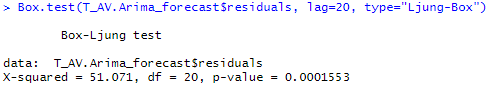 > Box.test(T_AV.Arima_forecast$residuals, lag=20, type="Ljung-Box")
Box-Ljung test
data:  T_AV.Arima_forecast$residuals
X-squared = 51.071, df = 20, p-value = 0.0001553